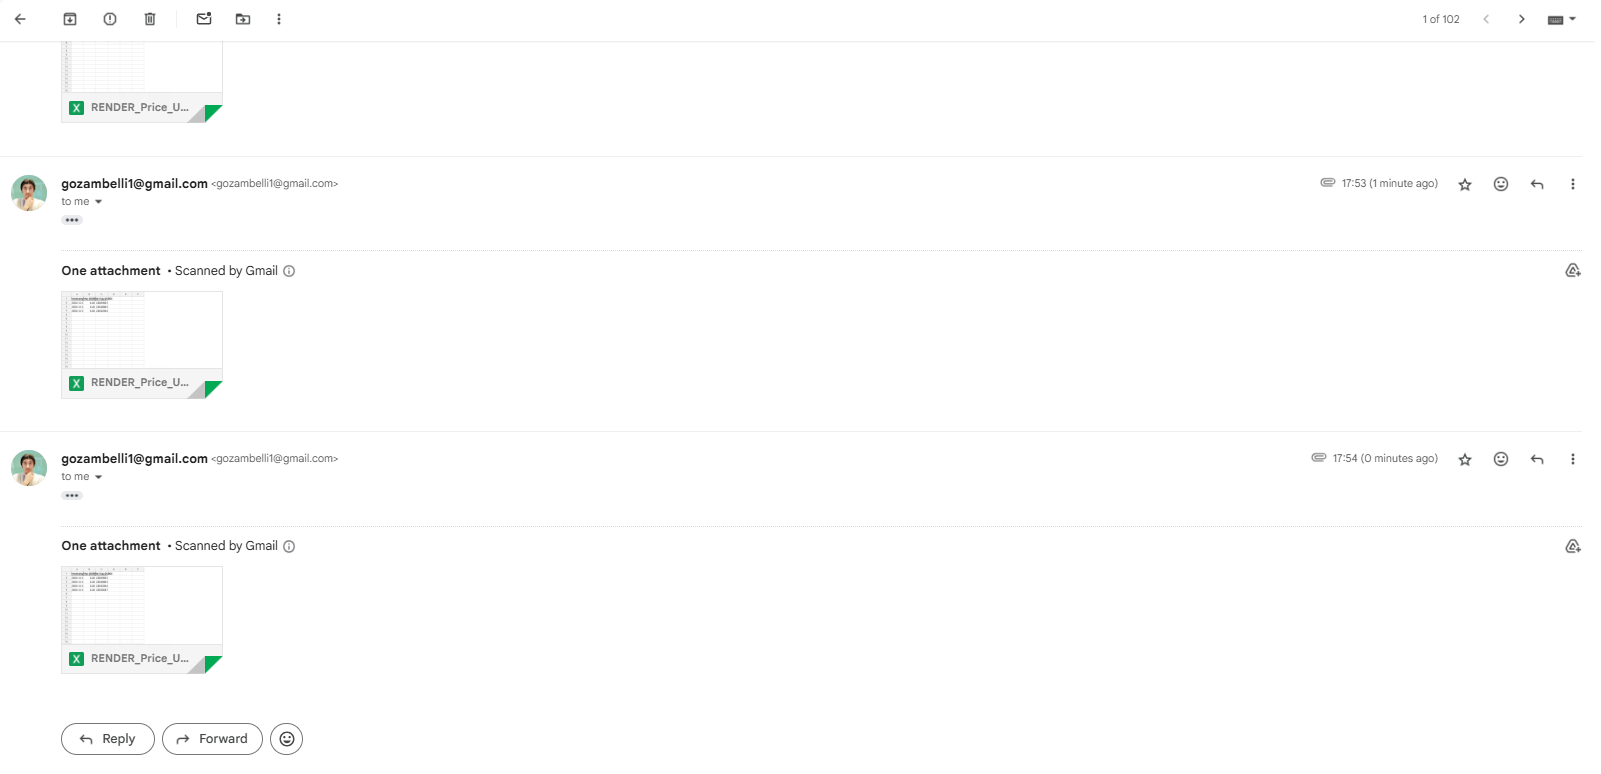 1 of 102
RENDER_Price_U...
gozambelli1@gmail.com <gozambelli1@gmail.com>
17:53 (1 minute ago)
to me
One attachment • Scanned by Gmail
RENDER_Price_U...
gozambelli1@gmail.com <gozambelli1@gmail.com>
17:54 (0 minutes ago)
to me
One attachment • Scanned by Gmail
RENDER_Price_U...
Reply
Forward